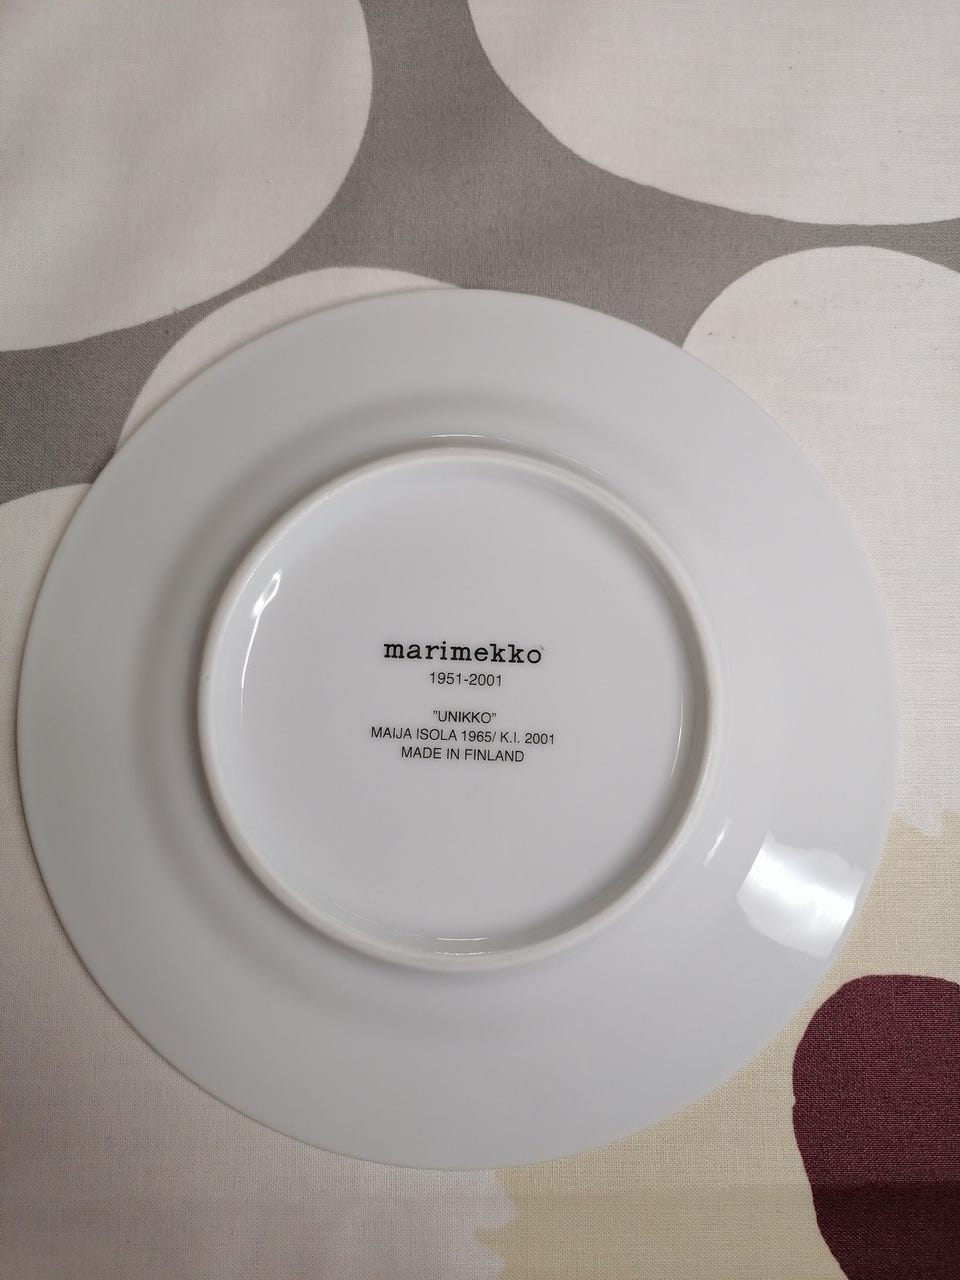 marimekko
1951-2001
"UNIKKO"
MAIJA ISOLA 1965/ K.I. 2001
MADE IN FINLAND